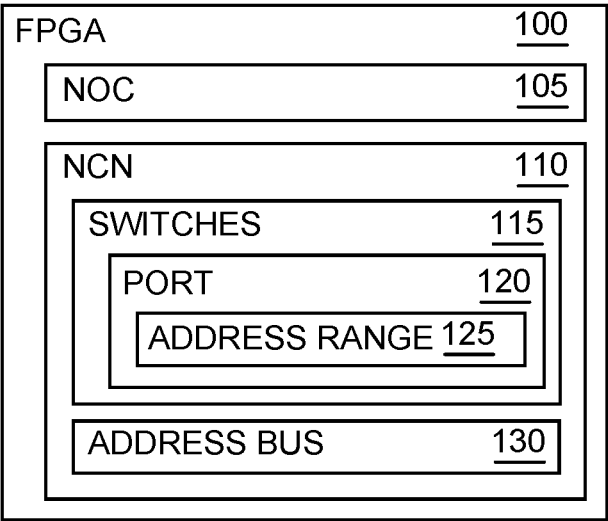 FPGA 100
NOC 105
NCN 110
SWITCHES 115
PORT 120
ADDRESS RANGE 125
ADDRESS BUS 130